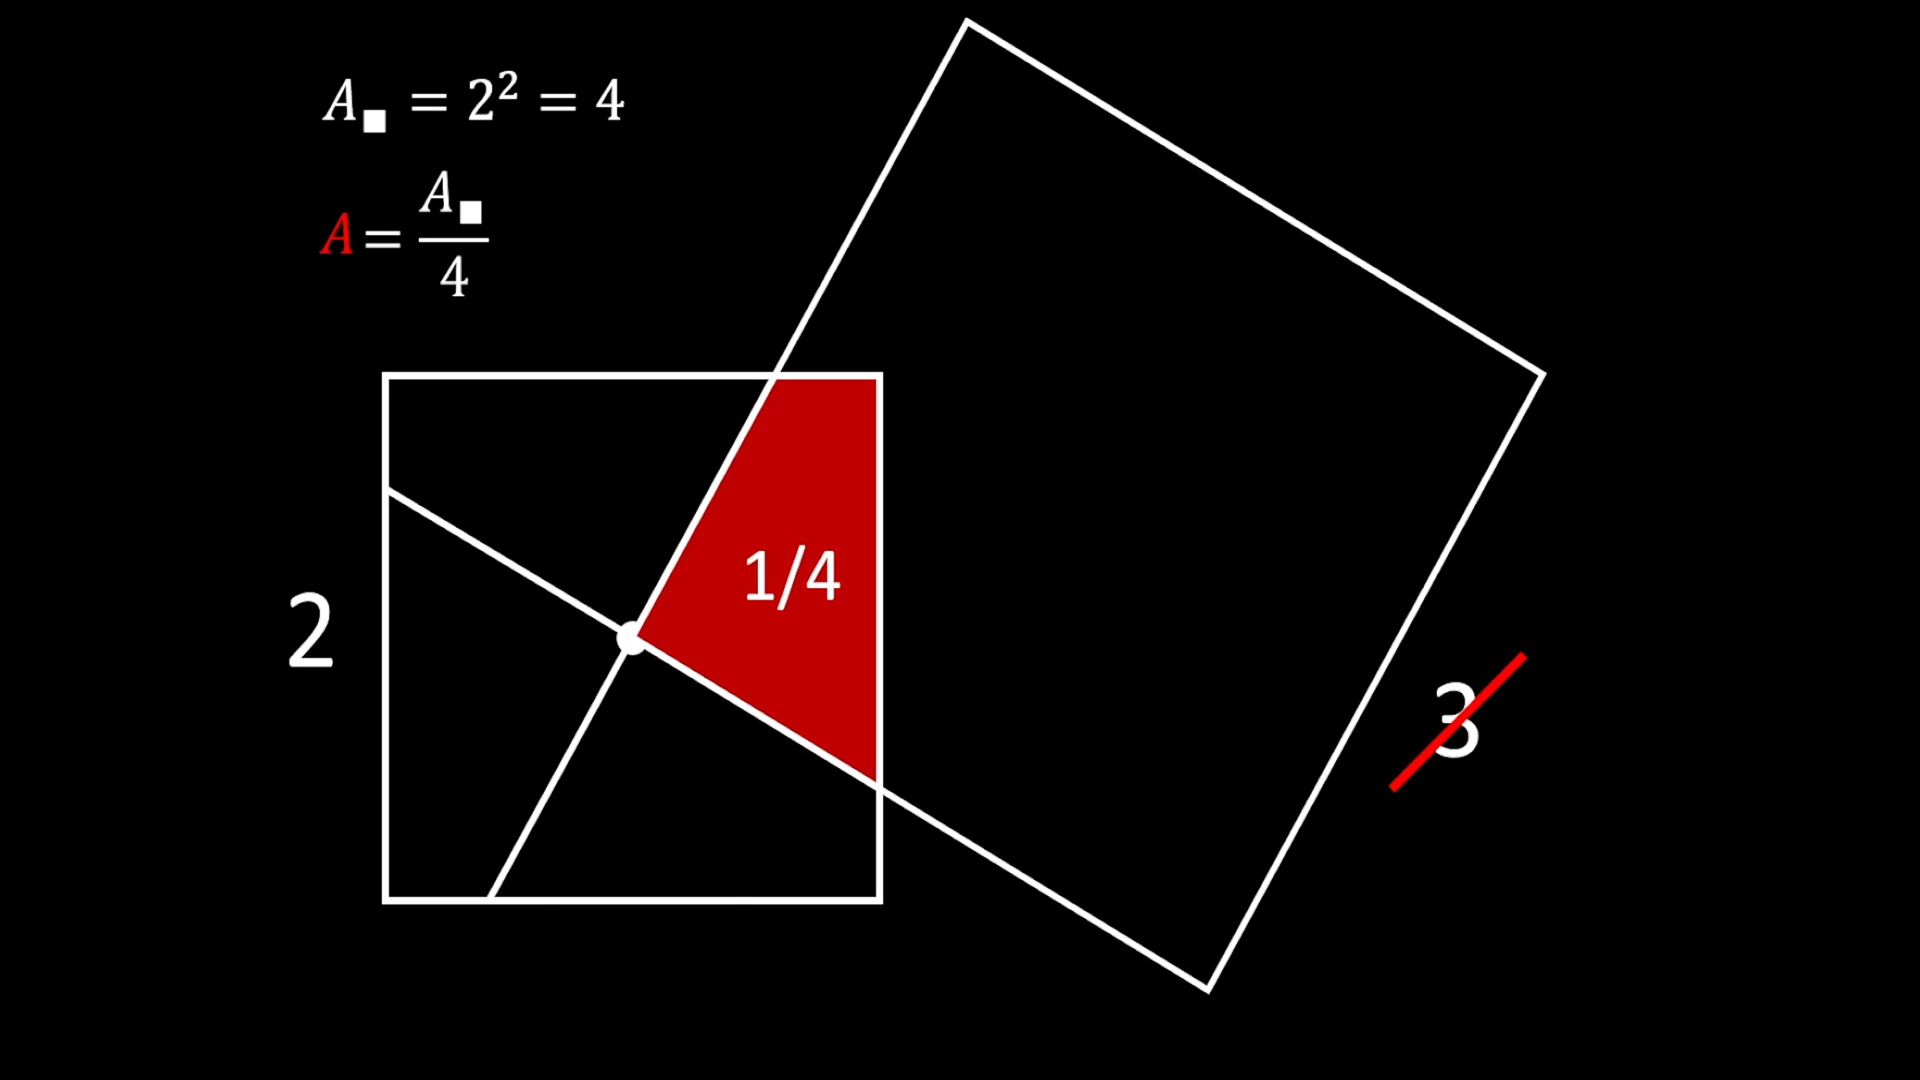 A■ = 2² = 4
A = A■/4
1/4
2
3